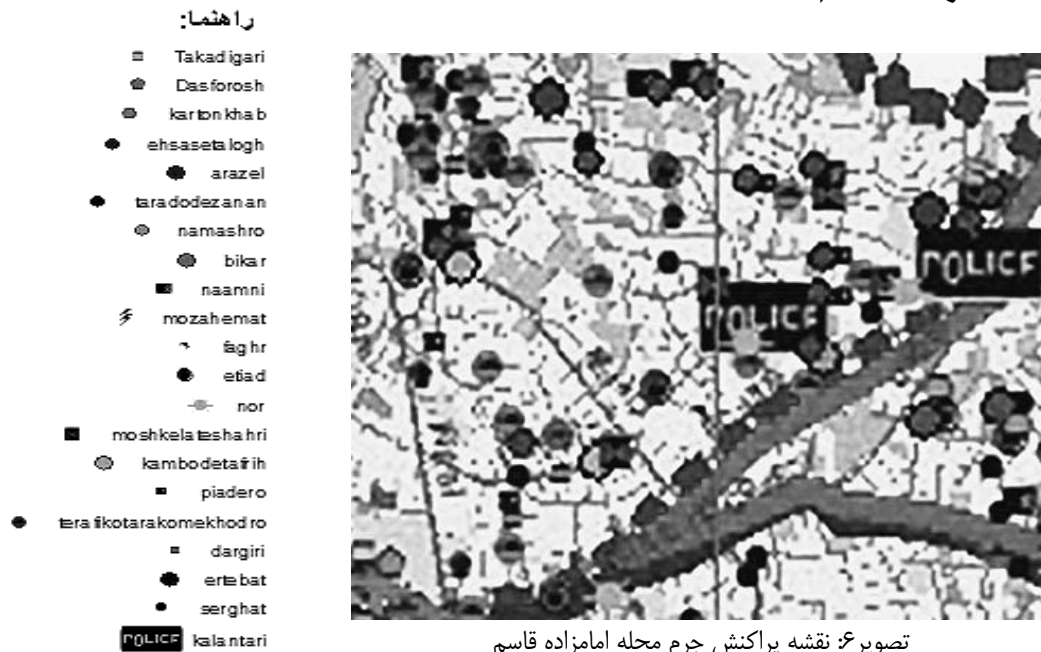 راهنما:
Takadigari
Dasforosh
kartonkhab
ehsasetalogh
arazel
taradodezanan
namashro
bikar
naamni
mozahemat
faghr
etiad
nor
moshkelateshahri
kambodetafrih
piadero
terafikotarakomekhodro
dargiri
ertebat
serghat
POLICE kalantari
POLICE
POLICE
تصویر۶: نقشه پراکنش جرم محله امامزاده قاسم